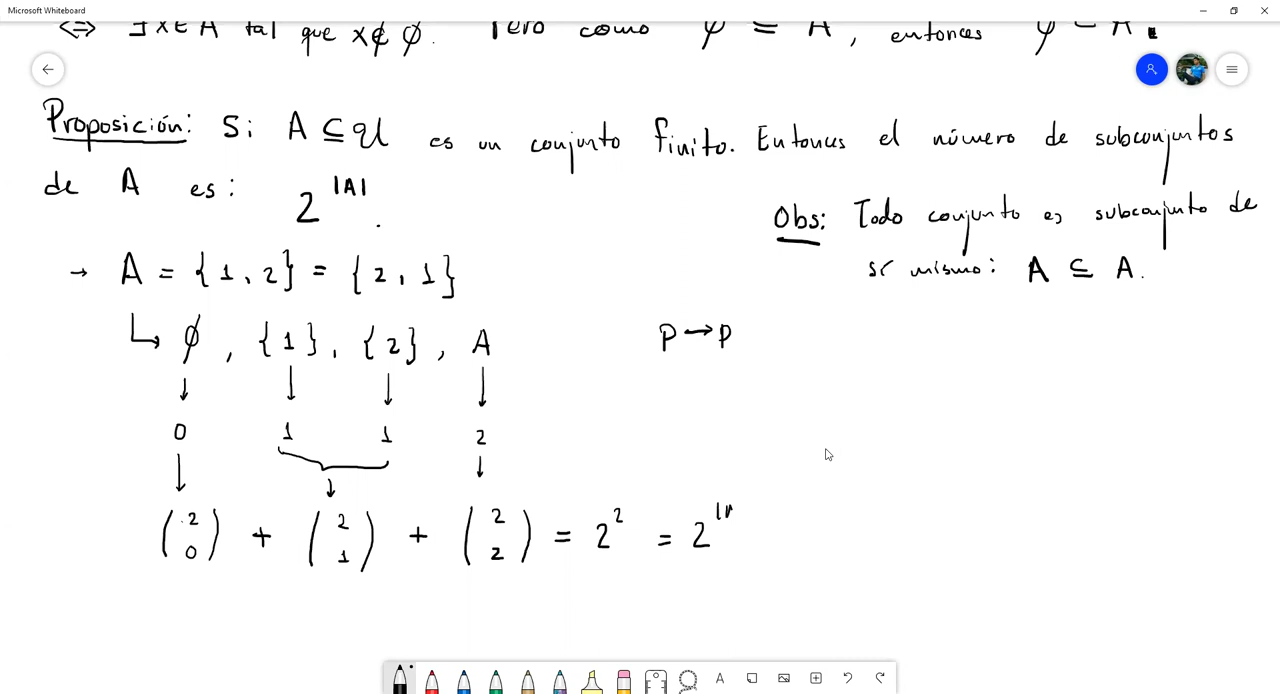 Microsoft Whiteboard
⟺ ∃ x ∈ A tal que x ∉ ∅. Pero como ∅ ⊆ A, entonces ∅ = A.
Proposición: Si A ⊆ U es un conjunto finito. Entonces el número de subconjuntos
de A es: 2^|A|.
Obs: Todo conjunto es subconjunto de
sí mismo: A ⊆ A.
→ A = {1, 2} = {2, 1}
↳ ∅, {1}, {2}, A
P → P
↓ ↓ ↓ ↓
0 1 1 2
↓ ↓ ↓
(2 0) + (2 1) + (2 2) = 2^2 = 2^|
A